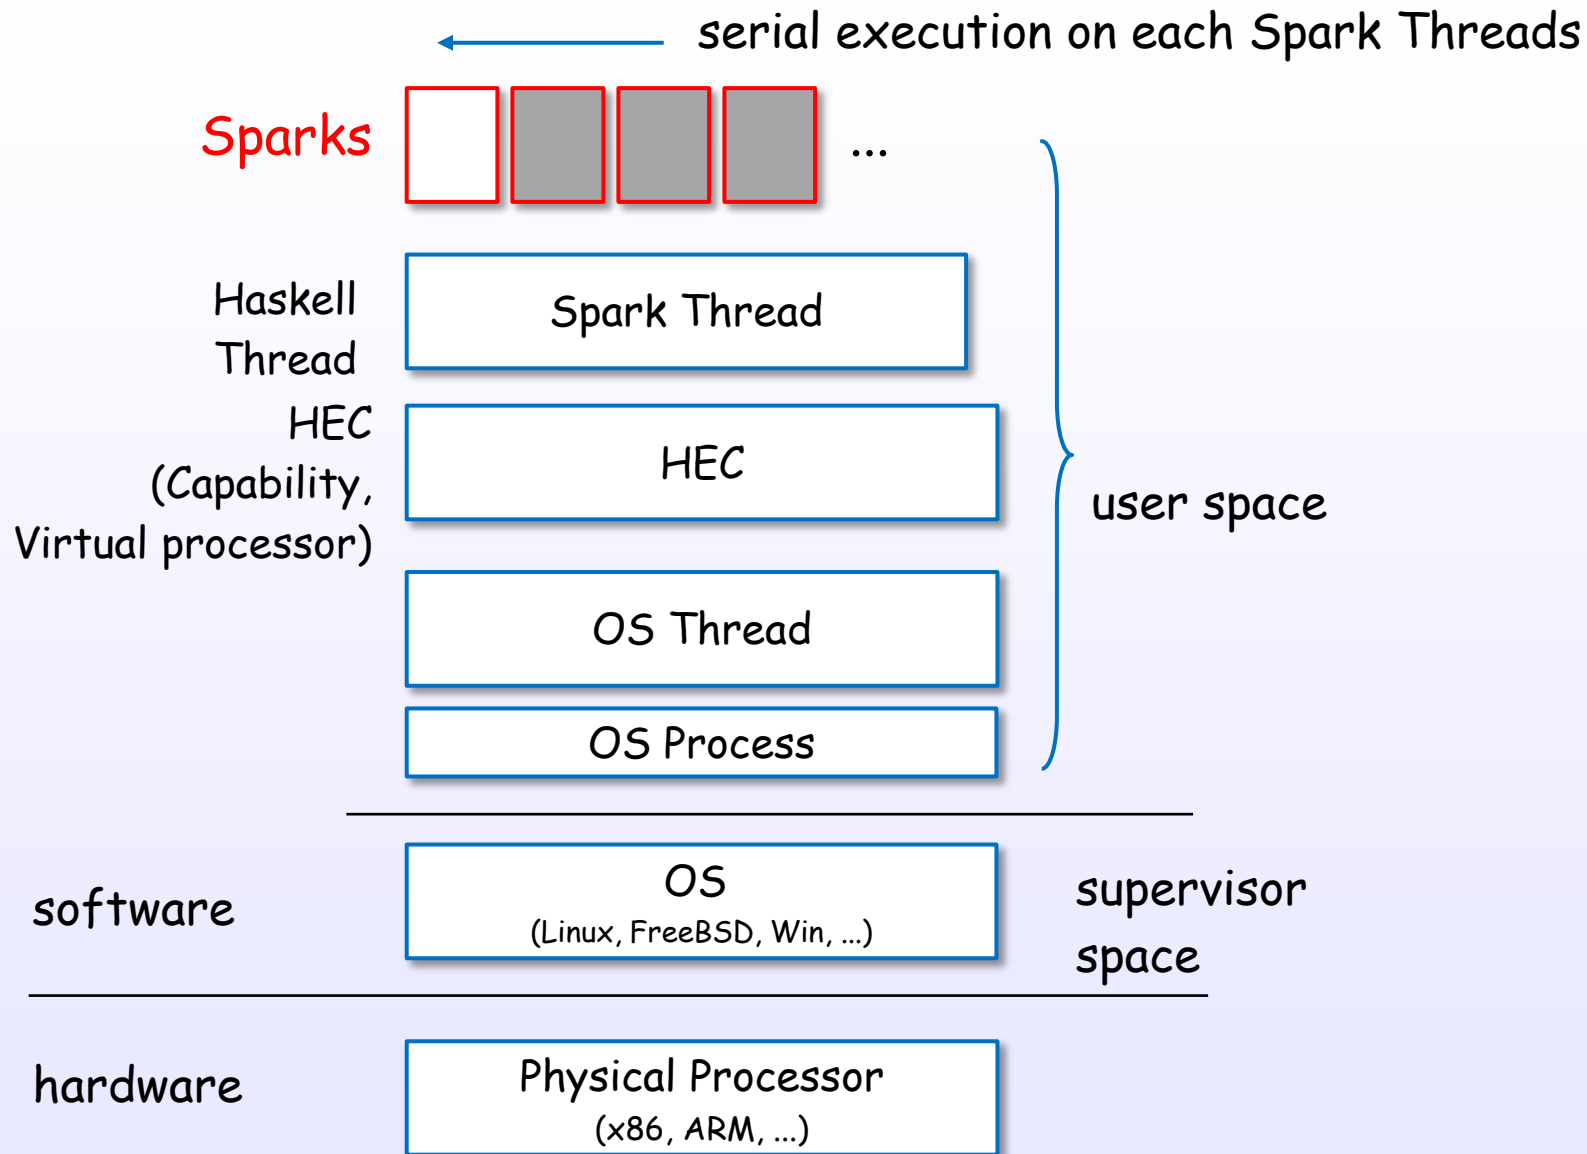 serial execution on each Spark Threads
Sparks
...
Haskell
Thread
Spark Thread
HEC
(Capability,
Virtual processor)
HEC
user space
OS Thread
OS Process
software
OS
(Linux, FreeBSD, Win, ...)
supervisor
space
hardware
Physical Processor
(x86, ARM, ...)